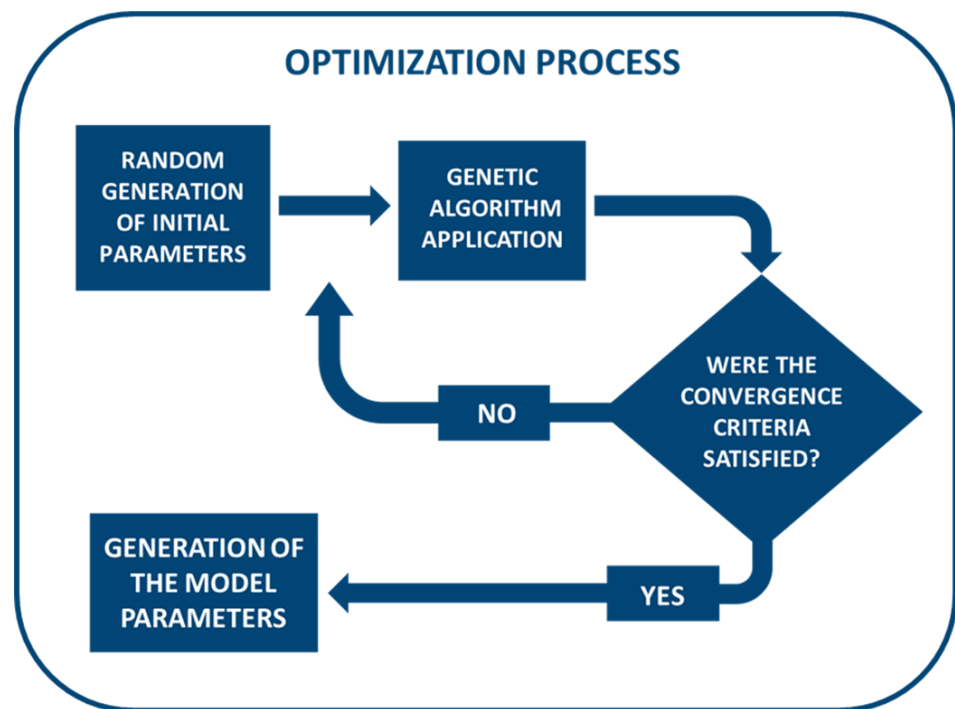 OPTIMIZATION PROCESS
RANDOM
GENERATION
OF INITIAL
PARAMETERS
GENETIC
ALGORITHM
APPLICATION
WERE THE
CONVERGENCE
CRITERIA
SATISFIED?
NO
GENERATION OF
THE MODEL
PARAMETERS
YES